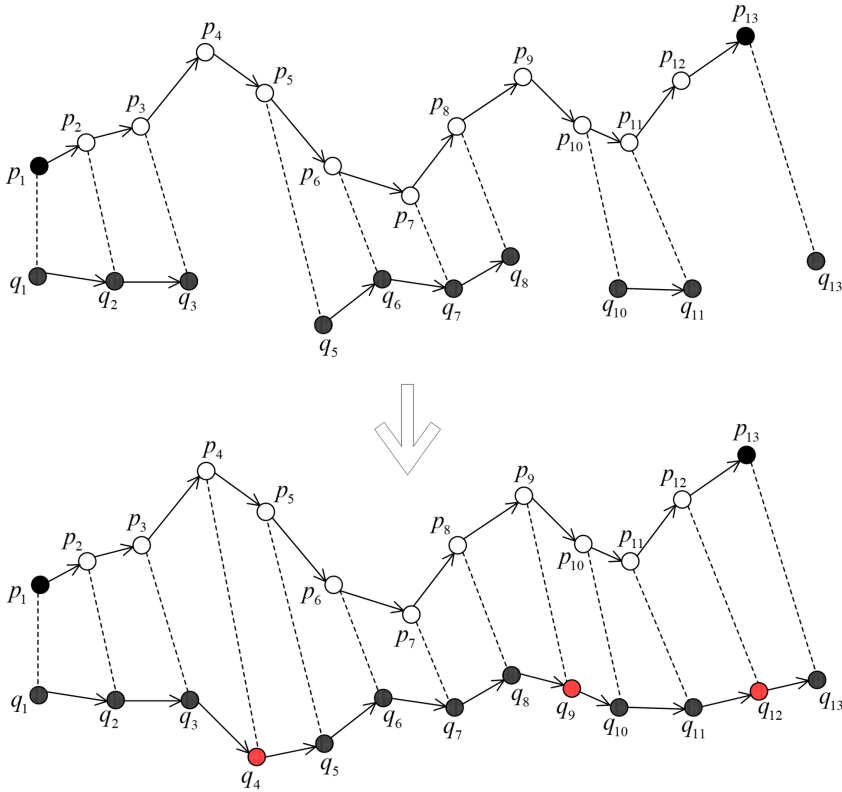 p₁ p₂ p₃ p₄ p₅ p₆ p₇ p₈ p₉ p₁₀ p₁₁ p₁₂ p₁₃
q₁ q₂ q₃ q₅ q₆ q₇ q₈ q₁₀ q₁₁ q₁₃
p₁ p₂ p₃ p₄ p₅ p₆ p₇ p₈ p₉ p₁₀ p₁₁ p₁₂ p₁₃
q₁ q₂ q₃ q₄ q₅ q₆ q₇ q₈ q₉ q₁₀ q₁₁ q₁₂ q₁₃